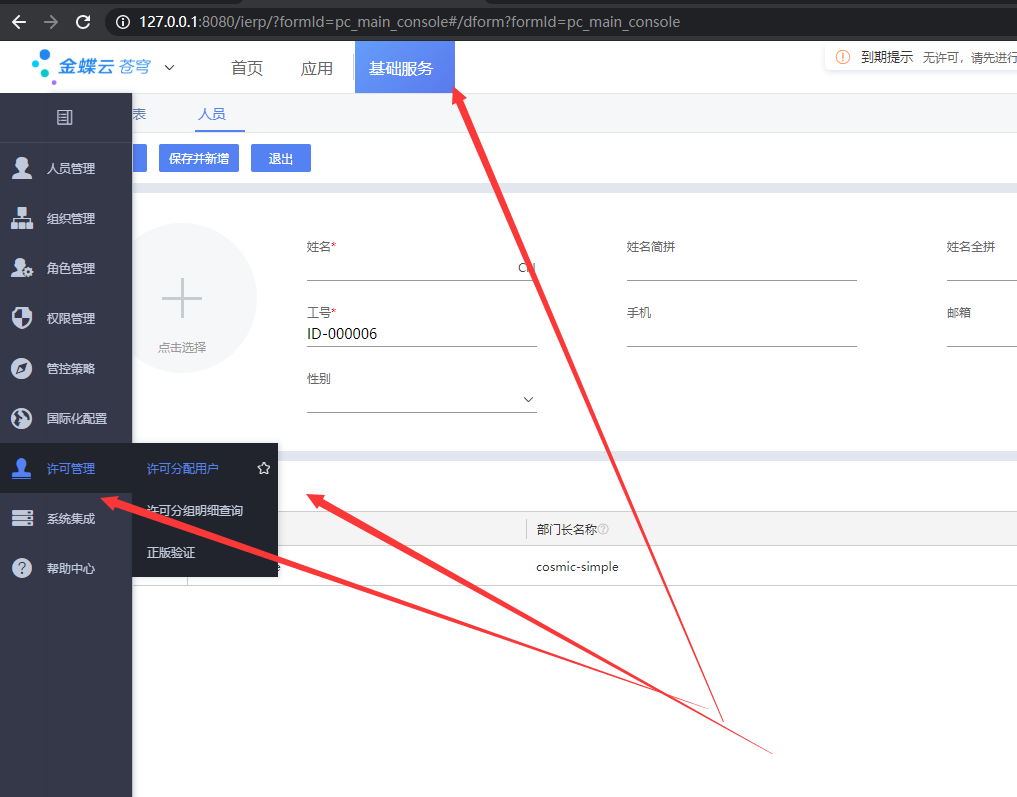 127.0.0.1:8080/ierp/?formId=pc_main_console#/dform?formId=pc_main_console
金蝶云 苍穹
首页
应用
基础服务
到期提示 无许可，请先进行
表
人员
保存并新增
退出
人员管理
组织管理
角色管理
权限管理
管控策略
国际化配置
许可管理
系统集成
帮助中心
许可分配用户
许可分组明细查询
正版验证
点击选择
姓名*
姓名简拼
姓名全拼
工号*
ID-000006
手机
邮箱
性别
部门长名称
cosmic-simple